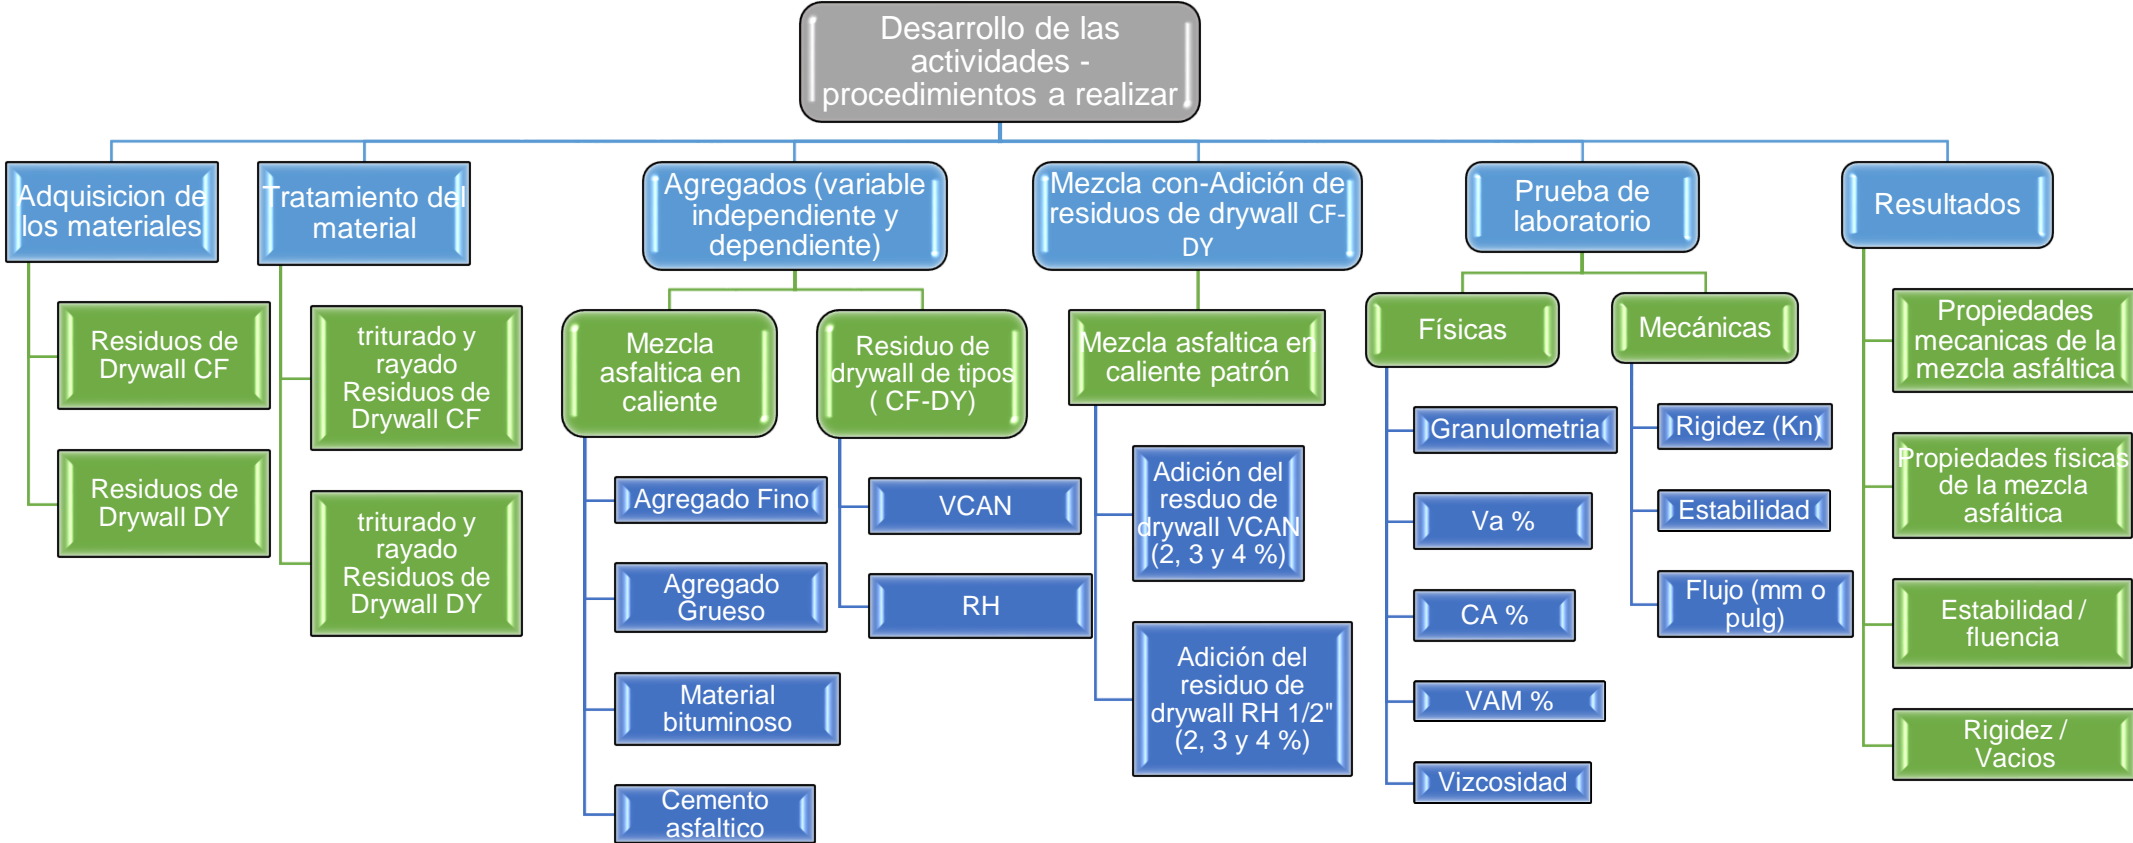 Desarrollo de las
actividades -
procedimientos a realizar
Adquisicion de
los materiales
Residuos de
Drywall CF
Residuos de
Drywall DY
Tratamiento del
material
triturado y
rayado
Residuos de
Drywall CF
triturado y
rayado
Residuos de
Drywall DY
Agregados (variable
independiente y
dependiente)
Mezcla
asfaltica en
caliente
Agregado Fino
Agregado
Grueso
Material
bituminoso
Cemento
asfaltico
Residuo de
drywall de tipos
( CF-DY)
VCAN
RH
Mezcla con-Adición de
residuos de drywall CF-
DY
Mezcla asfaltica en
caliente patrón
Adición del
resduo de
drywall VCAN
(2, 3 y 4 %)
Adición del
residuo de
drywall RH 1/2"
(2, 3 y 4 %)
Prueba de
laboratorio
Físicas
Granulometria
Va %
CA %
VAM %
Vizcosidad
Mecánicas
Rigidez (Kn)
Estabilidad
Flujo (mm o
pulg)
Resultados
Propiedades
mecanicas de la
mezcla asfáltica
Propiedades fisicas
de la mezcla
asfáltica
Estabilidad /
fluencia
Rigidez /
Vacios